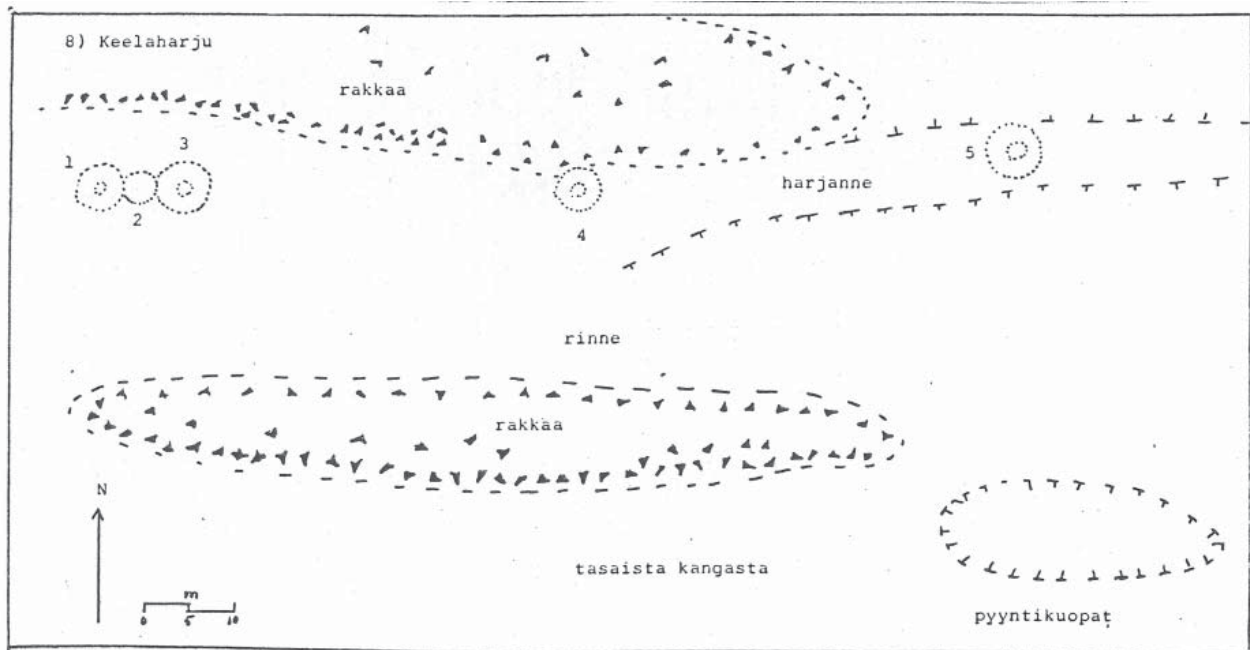 8) Keelaharju
rakkaa
1
3
2
4
5
harjanne
rinne
rakkaa
N
m
0 5 10
tasaista kangasta
pyyntikuopat